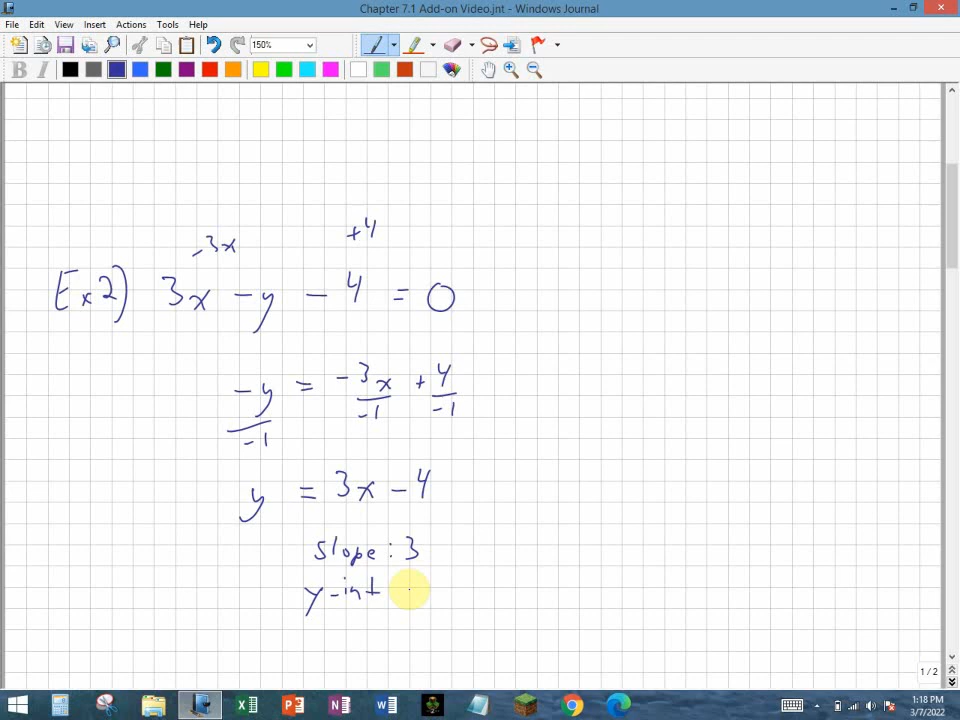 Chapter 7.1 Add-on Video.jnt - Windows Journal
File Edit View Insert Actions Tools Help
150%
B I
-3x +4
Ex2) 3x - y - 4 = 0
-y = -3x + 4
-1 -1 -1
y = 3x - 4
slope: 3
y-int
1 / 2
1:18 PM
3/7/2022